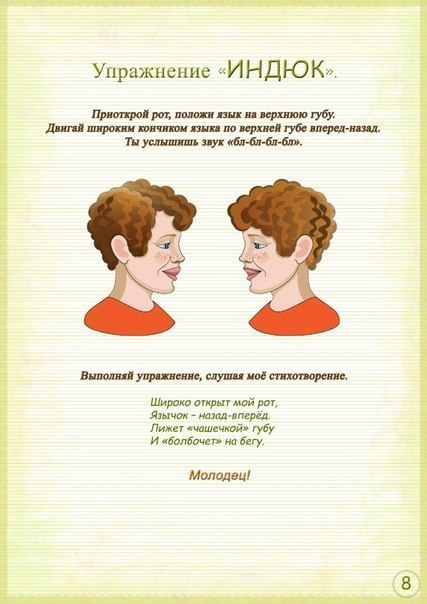 Упражнение «ИНДЮК».
Приоткрой рот, положи язык на верхнюю губу.
Двигай широким кончиком языка по верхней губе вперед-назад.
Ты услышишь звук «бл-бл-бл-бл».
Выполняй упражнение, слушая моё стихотворение.
Широко открыт мой рот,
Язычок – назад-вперёд.
Лижет «чашечкой» губу
И «болбочет» на бегу.
Молодец!
8